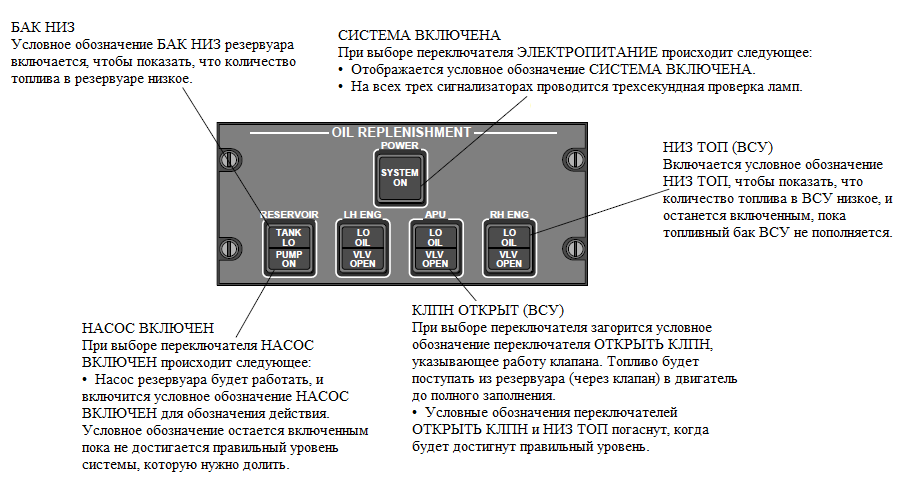 БАК НИЗ
Условное обозначение БАК НИЗ резервуара
включается, чтобы показать, что количество
топлива в резервуаре низкое.
СИСТЕМА ВКЛЮЧЕНА
При выборе переключателя ЭЛЕКТРОПИТАНИЕ происходит следующее:
• Отображается условное обозначение СИСТЕМА ВКЛЮЧЕНА.
• На всех трех сигнализаторах проводится трехсекундная проверка ламп.
OIL REPLENISHMENT
POWER
SYSTEM
ON
RESERVOIR
TANK
LO
PUMP
ON
LH ENG
LO
OIL
VLV
OPEN
APU
LO
OIL
VLV
OPEN
RH ENG
LO
OIL
VLV
OPEN
НИЗ ТОП (ВСУ)
Включается условное обозначение
НИЗ ТОП, чтобы показать, что
количество топлива в ВСУ низкое, и
останется включенным, пока
топливный бак ВСУ не пополняется.
НАСОС ВКЛЮЧЕН
При выборе переключателя НАСОС
ВКЛЮЧЕН происходит следующее:
• Насос резервуара будет работать, и
включится условное обозначение НАСОС
ВКЛЮЧЕН для обозначения действия.
Условное обозначение остается включенным
пока не достигается правильный уровень
системы, которую нужно долить.
КЛПН ОТКРЫТ (ВСУ)
При выборе переключателя загорится условное
обозначение переключателя ОТКРЫТЬ КЛПН,
указывающее работу клапана. Топливо будет
поступать из резервуара (через клапан) в двигатель
до полного заполнения.
• Условные обозначения переключателей
ОТКРЫТЬ КЛПН и НИЗ ТОП погаснут, когда
будет достигнут правильный уровень.